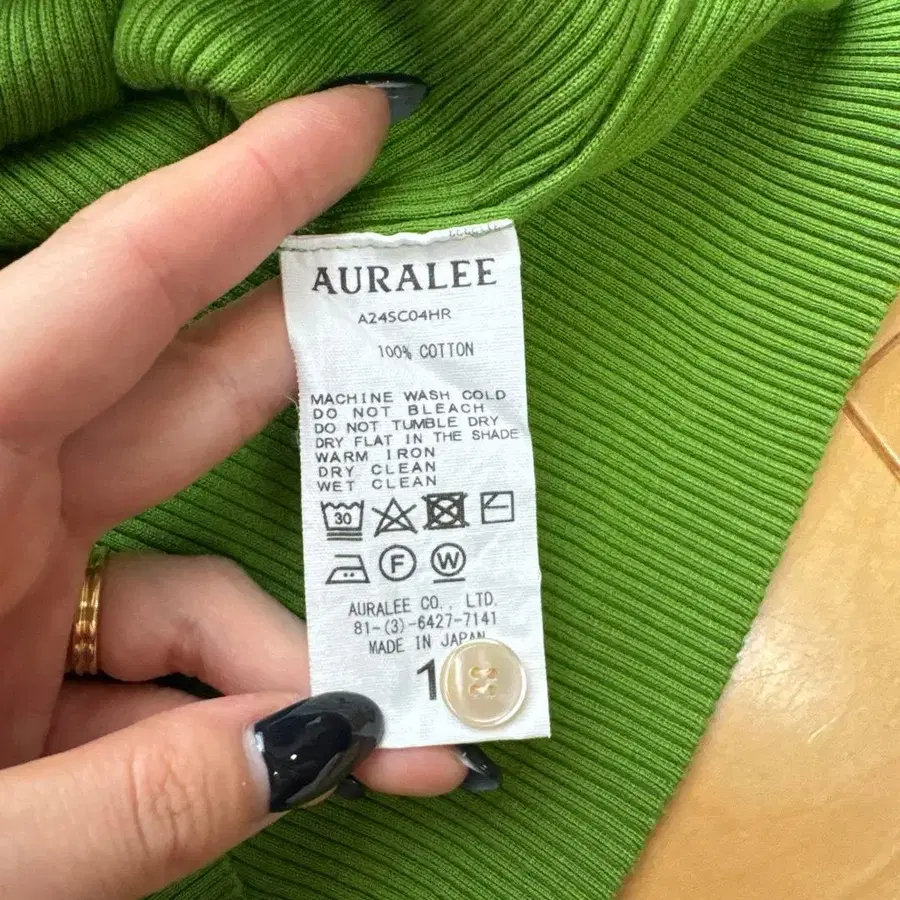 AURALEE
A24SC04HR
100% COTTON
MACHINE WASH COLD
DO NOT BLEACH
DO NOT TUMBLE DRY
DRY FLAT IN THE SHADE
WARM IRON
DRY CLEAN
WET CLEAN
30
F W
AURALEE CO., LTD.
81-(3)-6427-7141
MADE IN JAPAN
1